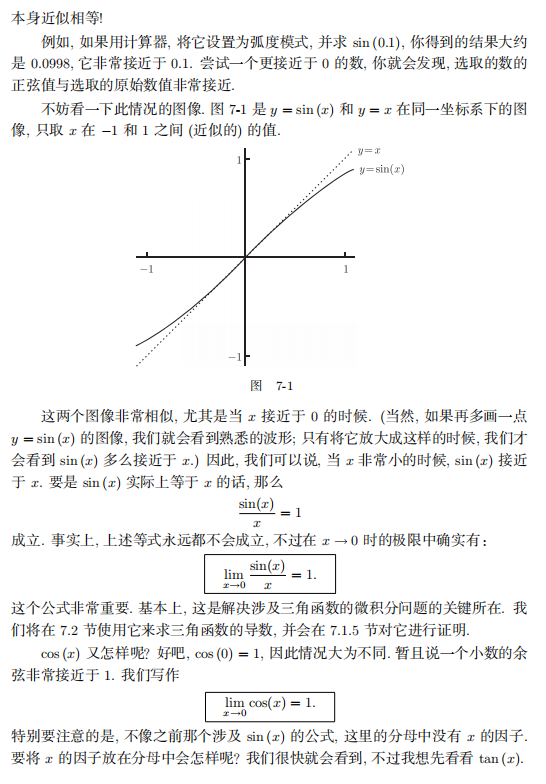 本身近似相等!
例如, 如果用计算器, 将它设置为弧度模式, 并求 sin (0.1), 你得到的结果大约
是 0.0998, 它非常接近于 0.1. 尝试一个更接近于 0 的数, 你就会发现, 选取的数的
正弦值与选取的原始数值非常接近.
不妨看一下此情况的图像. 图 7-1 是 y = sin (x) 和 y = x 在同一坐标系下的图
像, 只取 x 在 −1 和 1 之间 (近似的) 的值.
y=x
1
y=sin(x)
−1
1
−1
图 7-1
这两个图像非常相似, 尤其是当 x 接近于 0 的时候. (当然, 如果再多画一点
y = sin (x) 的图像, 我们就会看到熟悉的波形; 只有将它放大成这样的时候, 我们才
会看到 sin (x) 多么接近于 x.) 因此, 我们可以说, 当 x 非常小的时候, sin (x) 接近
于 x. 要是 sin (x) 实际上等于 x 的话, 那么
sin(x)/x = 1
成立. 事实上, 上述等式永远都不会成立, 不过在 x → 0 时的极限中确实有：
lim x→0 sin(x)/x = 1.
这个公式非常重要. 基本上, 这是解决涉及三角函数的微积分问题的关键所在. 我
们将在 7.2 节使用它来求三角函数的导数, 并会在 7.1.5 节对它进行证明.
cos (x) 又怎样呢? 好吧, cos (0) = 1, 因此情况大为不同. 暂且说一个小数的余
弦非常接近于 1. 我们写作
lim x→0 cos(x) = 1.
特别要注意的是, 不像之前那个涉及 sin (x) 的公式, 这里的分母中没有 x 的因子.
要将 x 的因子放在分母中会怎样呢? 我们很快就会看到, 不过我想先看看 tan (x).